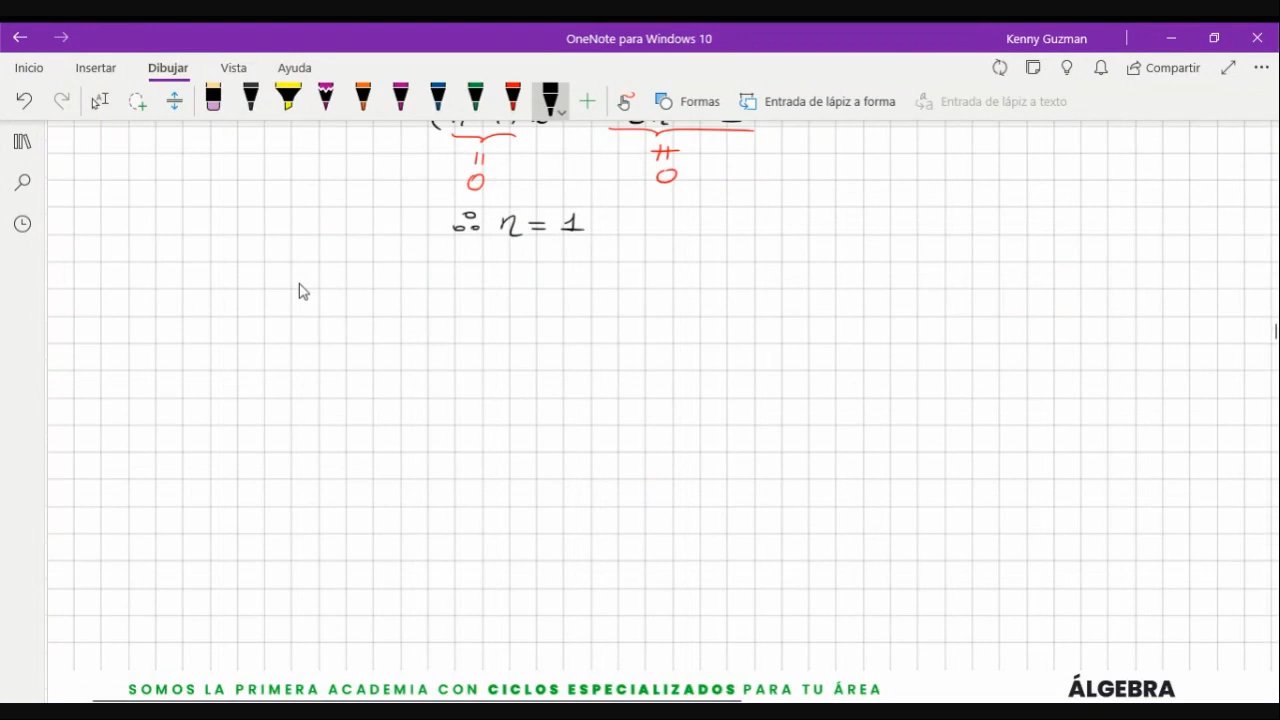 OneNote para Windows 10
Kenny Guzman
Inicio Insertar Dibujar Vista Ayuda
Compartir
Formas Entrada de lápiz a forma Entrada de lápiz a texto
= ≠
0 0
∴ n = 1
SOMOS LA PRIMERA ACADEMIA CON CICLOS ESPECIALIZADOS PARA TU ÁREA
ÁLGEBRA